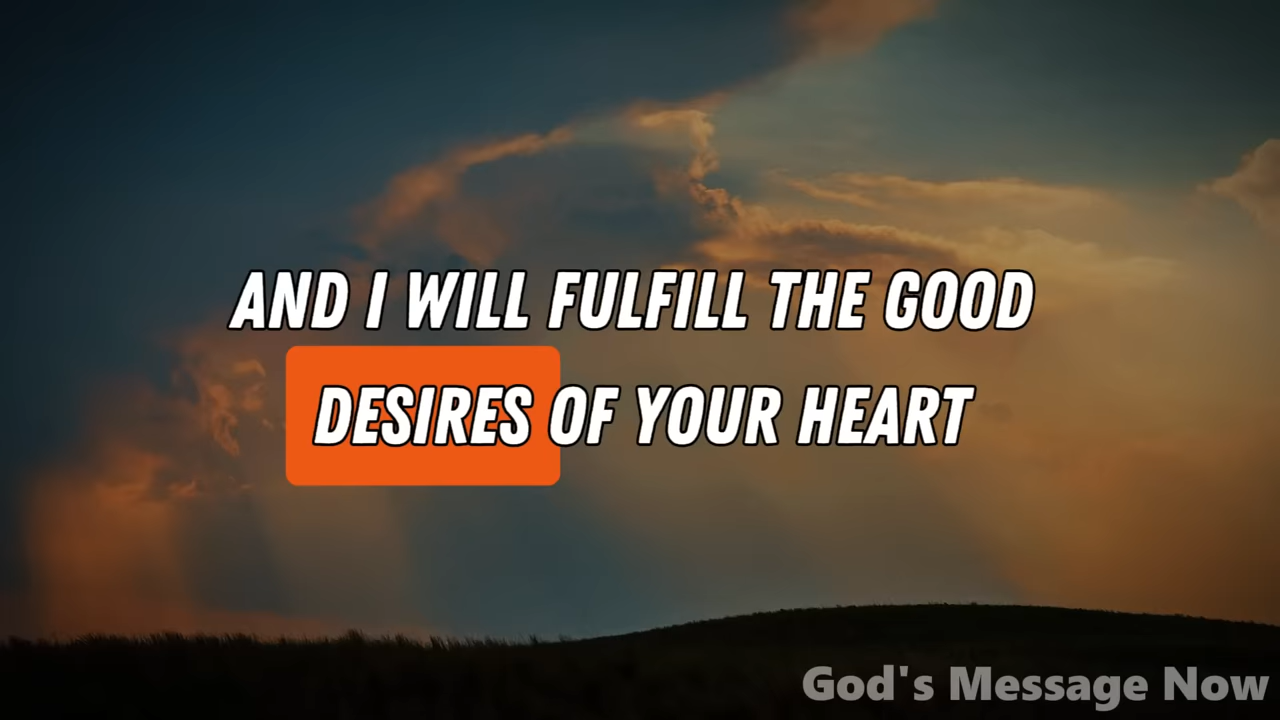 AND I WILL FULFILL THE GOOD
DESIRES OF YOUR HEART
God's Message Now